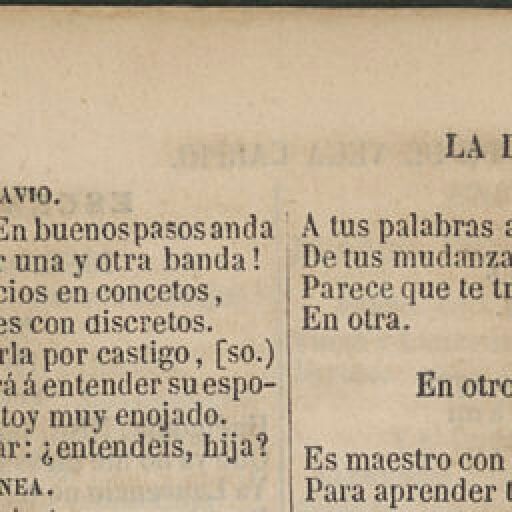 LA
AVIO.
En buenos pasos anda
una y otra banda!
cios en concetos,
es con discretos.
rla por castigo, [so.)
rá á entender su espo-
toy muy enojado.
ar: ¿entendeis, hija?
NEA.
A tus palabras a
De tus mudanza
Parece que te tr
En otra.
En otro
Es maestro con
Para aprender t